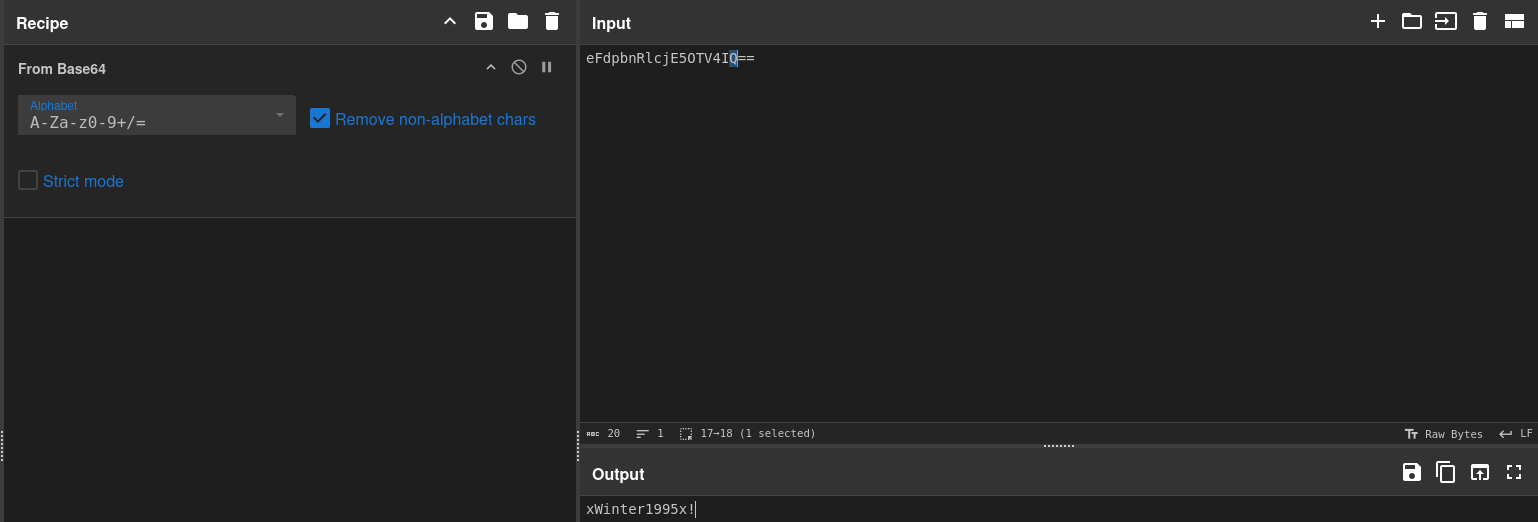 Recipe
Input
From Base64
eFdpbnRlcjE5OTV4IQ==
Alphabet
A-Za-z0-9+/=
Remove non-alphabet chars
Strict mode
ABC 20 1 17→18 (1 selected) Tt Raw Bytes LF
Output
xWinter1995x!